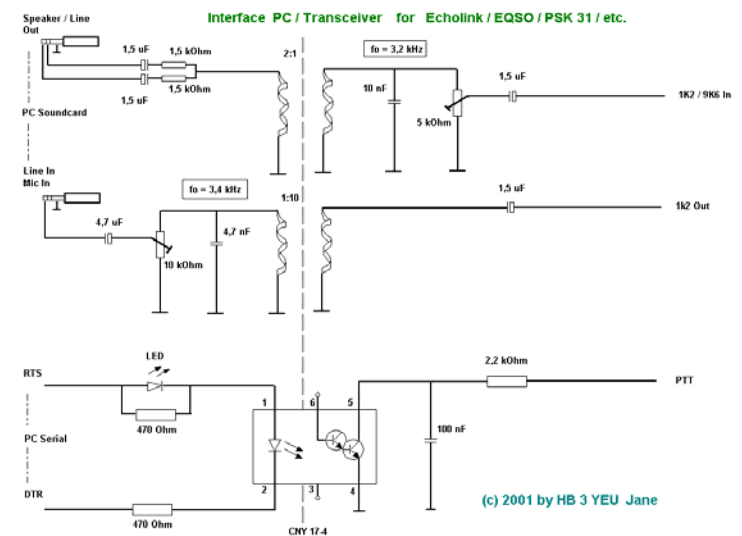 Interface PC / Transceiver for Echolink / EQSO / PSK 31 / etc.
Speaker / Line
Out
1,5 uF
1,5 kOhm
1,5 uF
1,5 kOhm
2:1
fo = 3,2 kHz
10 nF
5 kOhm
1,5 uF
1K2 / 9K6 In
PC Soundcard
Line In
Mic In
fo = 3,4 kHz
1:10
4,7 uF
10 kOhm
4,7 nF
1,5 uF
1k2 Out
LED
RTS
470 Ohm
PC Serial
DTR
470 Ohm
1
6
5
2
3
4
CNY 17-4
2,2 kOhm
PTT
100 nF
(c) 2001 by HB 3 YEU Jane